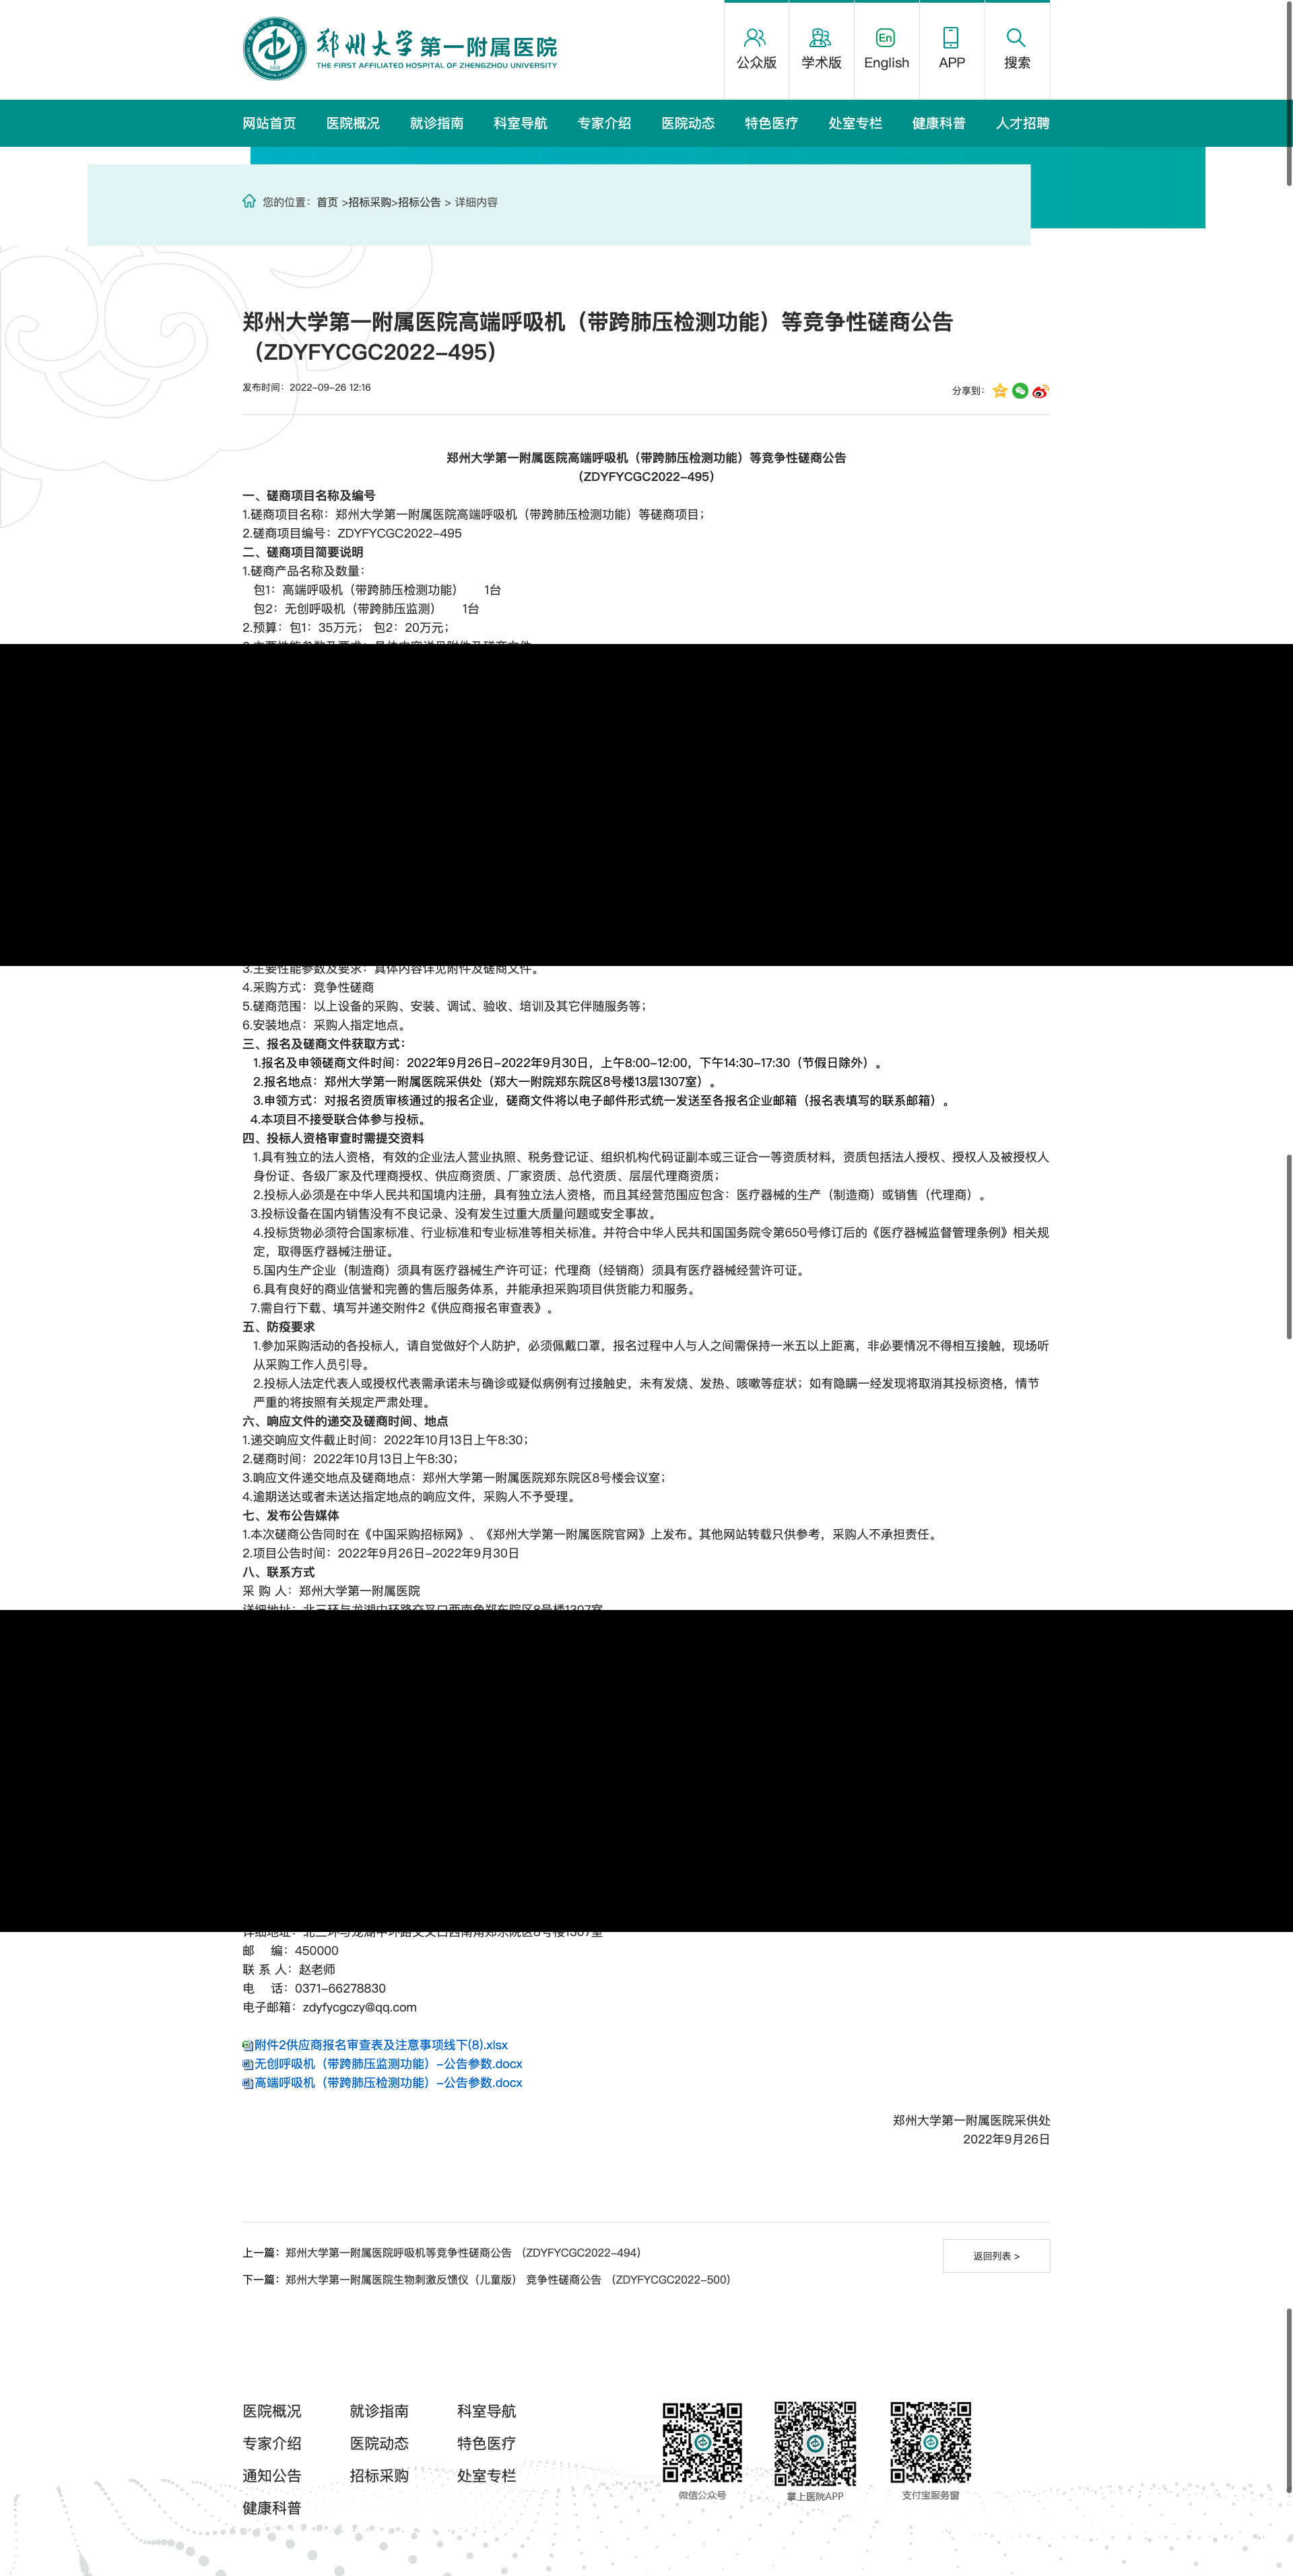 郑州大学 第一附属医院
THE FIRST AFFILIATED HOSPITAL OF ZHENGZHOU UNIVERSITY
公众版 学术版 English APP 搜索
网站首页 医院概况 就诊指南 科室导航 专家介绍 医院动态 特色医疗 处室专栏 健康科普 人才招聘
您的位置：首页 >招标采购>招标公告 > 详细内容
郑州大学第一附属医院高端呼吸机（带跨肺压检测功能）等竞争性磋商公告
（ZDYFYCGC2022-495）
发布时间：2022-09-26 12:16
分享到：
郑州大学第一附属医院高端呼吸机（带跨肺压检测功能）等竞争性磋商公告
（ZDYFYCGC2022-495）
一、磋商项目名称及编号
1.磋商项目名称：郑州大学第一附属医院高端呼吸机（带跨肺压检测功能）等磋商项目；
2.磋商项目编号：ZDYFYCGC2022-495
二、磋商项目简要说明
1.磋商产品名称及数量：
包1：高端呼吸机（带跨肺压检测功能） 1台
包2：无创呼吸机（带跨肺压监测） 1台
2.预算：包1：35万元； 包2：20万元；
3.主要性能参数及要求：具体内容详见附件及磋商文件。
4.采购方式：竞争性磋商
5.磋商范围：以上设备的采购、安装、调试、验收、培训及其它伴随服务等；
6.安装地点：采购人指定地点。
三、报名及磋商文件获取方式：
1.报名及申领磋商文件时间：2022年9月26日-2022年9月30日，上午8:00-12:00，下午14:30-17:30（节假日除外）。
2.报名地点：郑州大学第一附属医院采供处（郑大一附院郑东院区8号楼13层1307室）。
3.申领方式：对报名资质审核通过的报名企业，磋商文件将以电子邮件形式统一发送至各报名企业邮箱（报名表填写的联系邮箱）。
4.本项目不接受联合体参与投标。
四、投标人资格审查时需提交资料
1.具有独立的法人资格，有效的企业法人营业执照、税务登记证、组织机构代码证副本或三证合一等资质材料，资质包括法人授权、授权人及被授权人
身份证、各级厂家及代理商授权、供应商资质、厂家资质、总代资质、层层代理商资质；
2.投标人必须是在中华人民共和国境内注册，具有独立法人资格，而且其经营范围应包含：医疗器械的生产（制造商）或销售（代理商）。
3.投标设备在国内销售没有不良记录、没有发生过重大质量问题或安全事故。
4.投标货物必须符合国家标准、行业标准和专业标准等相关标准。并符合中华人民共和国国务院令第650号修订后的《医疗器械监督管理条例》相关规
定，取得医疗器械注册证。
5.国内生产企业（制造商）须具有医疗器械生产许可证；代理商（经销商）须具有医疗器械经营许可证。
6.具有良好的商业信誉和完善的售后服务体系，并能承担采购项目供货能力和服务。
7.需自行下载、填写并递交附件2《供应商报名审查表》。
五、防疫要求
1.参加采购活动的各投标人，请自觉做好个人防护，必须佩戴口罩，报名过程中人与人之间需保持一米五以上距离，非必要情况不得相互接触，现场听
从采购工作人员引导。
2.投标人法定代表人或授权代表需承诺未与确诊或疑似病例有过接触史，未有发烧、发热、咳嗽等症状；如有隐瞒一经发现将取消其投标资格，情节
严重的将按照有关规定严肃处理。
六、响应文件的递交及磋商时间、地点
1.递交响应文件截止时间：2022年10月13日上午8:30；
2.磋商时间：2022年10月13日上午8:30；
3.响应文件递交地点及磋商地点：郑州大学第一附属医院郑东院区8号楼会议室；
4.逾期送达或者未送达指定地点的响应文件，采购人不予受理。
七、发布公告媒体
1.本次磋商公告同时在《中国采购招标网》、《郑州大学第一附属医院官网》上发布。其他网站转载只供参考，采购人不承担责任。
2.项目公告时间：2022年9月26日-2022年9月30日
八、联系方式
采 购 人：郑州大学第一附属医院
详细地址：北三环与龙湖中环路交叉口西南角郑东院区8号楼1307室
邮 编：450000
联 系 人：赵老师
电 话：0371-66278830
电子邮箱：zdyfycgczy@qq.com
附件2供应商报名审查表及注意事项线下(8).xlsx
无创呼吸机（带跨肺压监测功能）-公告参数.docx
高端呼吸机（带跨肺压检测功能）-公告参数.docx
郑州大学第一附属医院采供处
2022年9月26日
上一篇：郑州大学第一附属医院呼吸机等竞争性磋商公告 （ZDYFYCGC2022-494）
返回列表 >
下一篇：郑州大学第一附属医院生物刺激反馈仪（儿童版） 竞争性磋商公告 （ZDYFYCGC2022-500）
医院概况 就诊指南 科室导航
专家介绍 医院动态 特色医疗
通知公告 招标采购 处室专栏
健康科普
微信公众号 掌上医院APP 支付宝服务窗